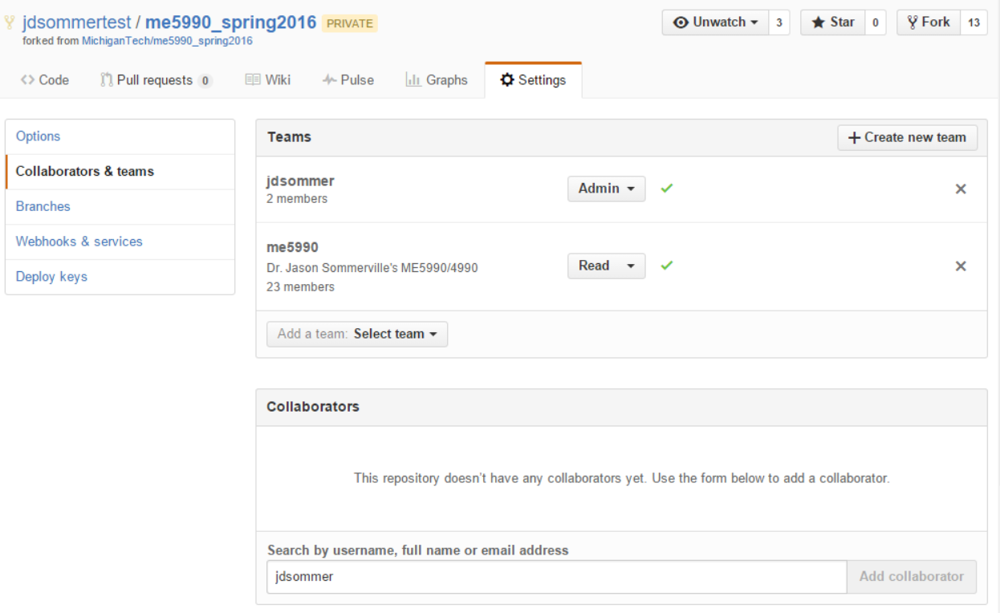 jdsommertest / me5990_spring2016 PRIVATE
forked from MichiganTech/me5990_spring2016
Unwatch 3 Star 0 Fork 13
Code Pull requests 0 Wiki Pulse Graphs Settings
Options
Collaborators & teams
Branches
Webhooks & services
Deploy keys
Teams
Create new team
jdsommer
2 members
Admin
me5990
Dr. Jason Sommerville's ME5990/4990
23 members
Read
Add a team: Select team
Collaborators
This repository doesn't have any collaborators yet. Use the form below to add a collaborator.
Search by username, full name or email address
jdsommer
Add collaborator